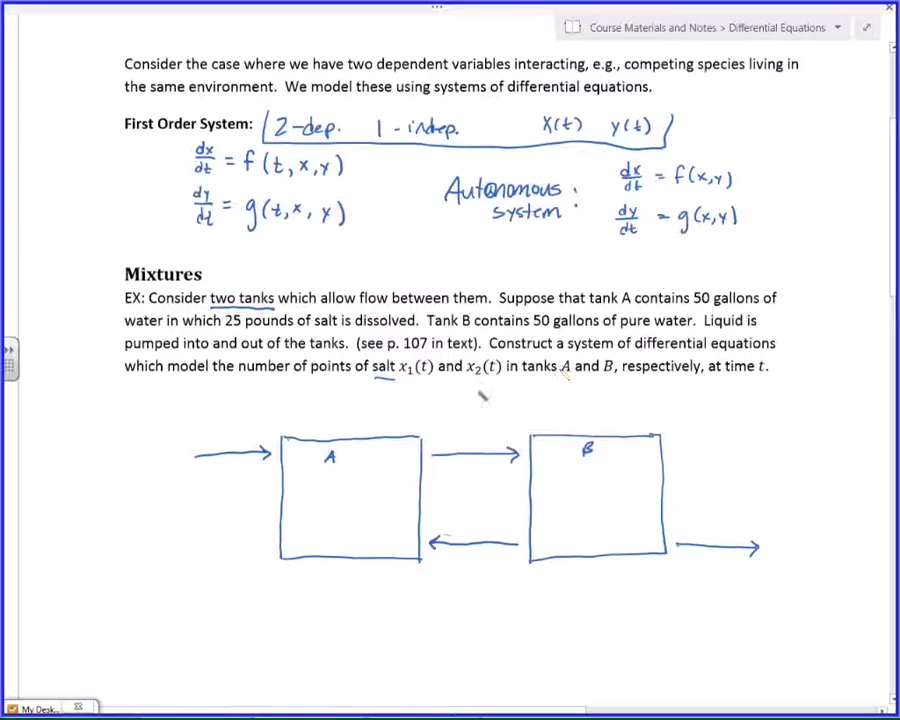 Course Materials and Notes > Differential Equations
Consider the case where we have two dependent variables interacting, e.g., competing species living in
the same environment. We model these using systems of differential equations.
First Order System: 2-dep. 1 - indep. X(t) y(t)
dx/dt = f(t,x,y)
dy/dt = g(t,x,y)
Autonomous system :
dx/dt = f(x,y)
dy/dt = g(x,y)
Mixtures
EX: Consider two tanks which allow flow between them. Suppose that tank A contains 50 gallons of
water in which 25 pounds of salt is dissolved. Tank B contains 50 gallons of pure water. Liquid is
pumped into and out of the tanks. (see p. 107 in text). Construct a system of differential equations
which model the number of points of salt x₁(t) and x₂(t) in tanks A and B, respectively, at time t.
A B
My Desk..